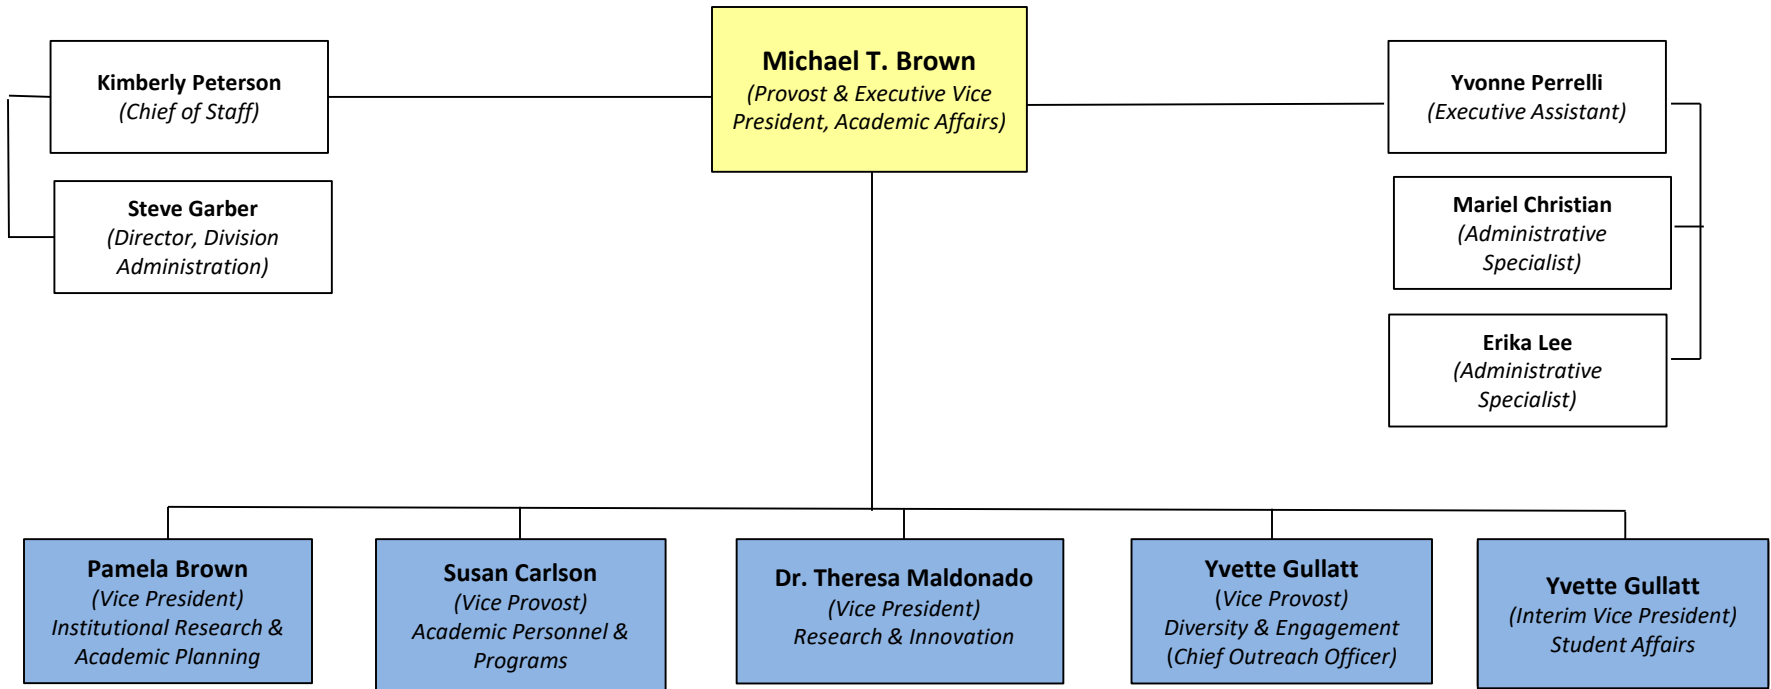 Michael T. Brown
(Provost & Executive Vice
President, Academic Affairs)
Kimberly Peterson
(Chief of Staff)
Yvonne Perrelli
(Executive Assistant)
Steve Garber
(Director, Division
Administration)
Mariel Christian
(Administrative
Specialist)
Erika Lee
(Administrative
Specialist)
Pamela Brown
(Vice President)
Institutional Research &
Academic Planning
Susan Carlson
(Vice Provost)
Academic Personnel &
Programs
Dr. Theresa Maldonado
(Vice President)
Research & Innovation
Yvette Gullatt
(Vice Provost)
Diversity & Engagement
(Chief Outreach Officer)
Yvette Gullatt
(Interim Vice President)
Student Affairs